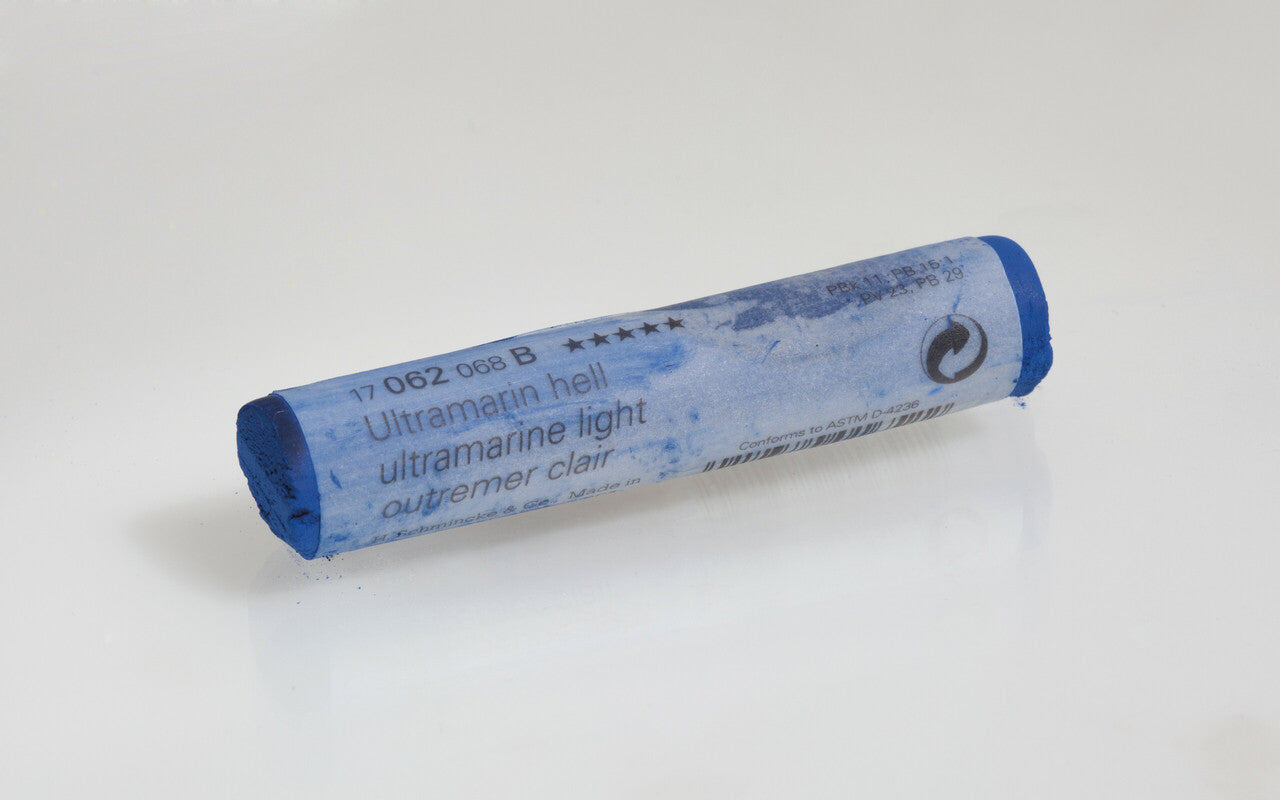 17 062 068 B ★★★★★
Ultramarin hell
ultramarine light
outremer clair
H. Schmincke & Co. Made in
PBk 11, PB 15:1,
PV 23, PB 29
Conforms to ASTM D-4236